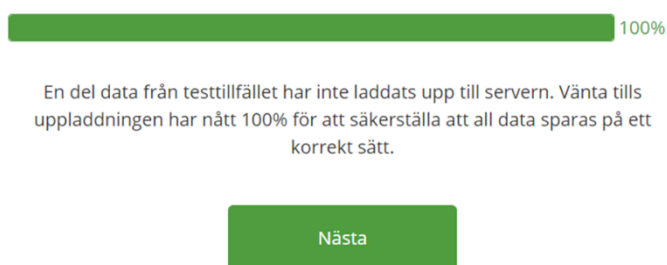 100%
En del data från testtillfället har inte laddats upp till servern. Vänta tills
uppladdningen har nått 100% för att säkerställa att all data sparas på ett
korrekt sätt.
Nästa